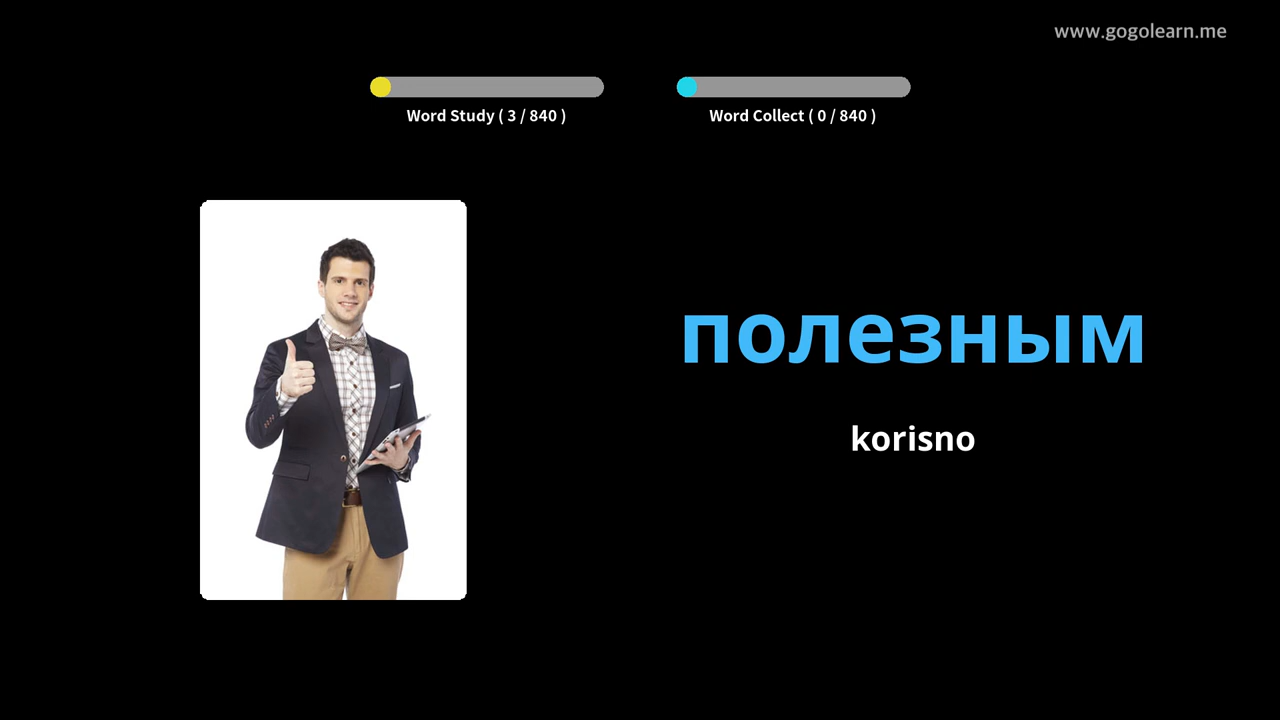 www.gogolearn.me
Word Study ( 3 / 840 )
Word Collect ( 0 / 840 )
полезным
korisno